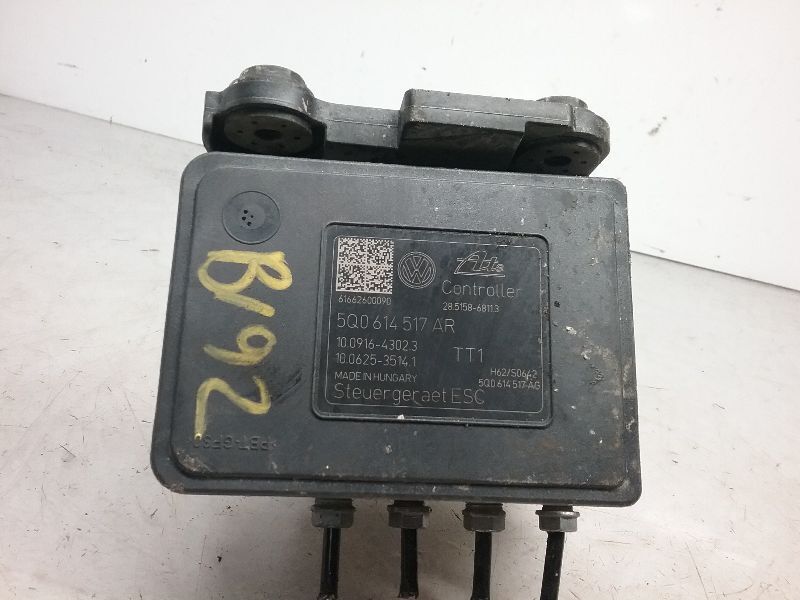 B192
Ate
Controller
61662600090
28.5158-6811.3
5Q0 614 517 AR
10.0916-4302.3
TT1
10.0625-3514.1
H62/S0642
MADE IN HUNGARY
5Q0 614 517 AG
Steuergeraet ESC